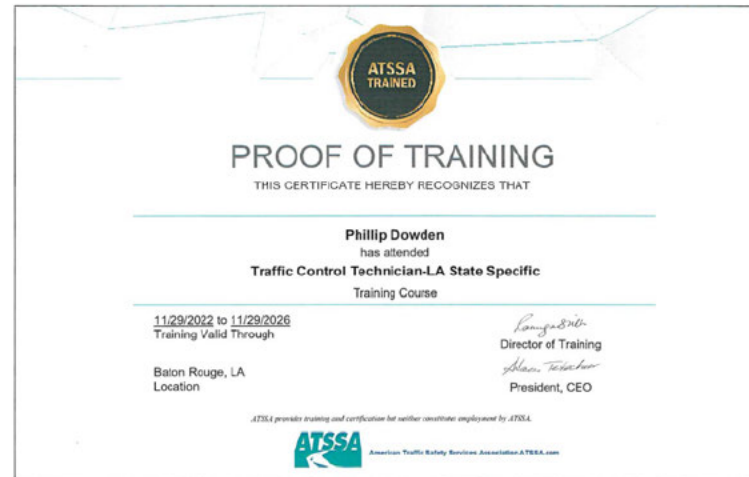 ATSSA
TRAINED
PROOF OF TRAINING
THIS CERTIFICATE HEREBY RECOGNIZES THAT
Phillip Dowden
has attended
Traffic Control Technician-LA State Specific
Training Course
11/29/2022 to 11/29/2026
Training Valid Through
Director of Training
Baton Rouge, LA
Location
President, CEO
ATSSA provides training and certification but neither constitutes employment by ATSSA.
ATSSA
American Traffic Safety Services Association ATSSA.com